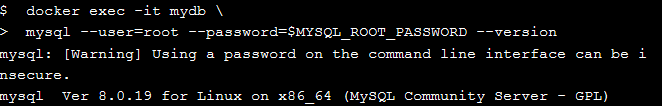 $  docker exec -it mydb \
>  mysql --user=root --password=$MYSQL_ROOT_PASSWORD --version
mysql: [Warning] Using a password on the command line interface can be i
nsecure.
mysql  Ver 8.0.19 for Linux on x86_64 (MySQL Community Server - GPL)